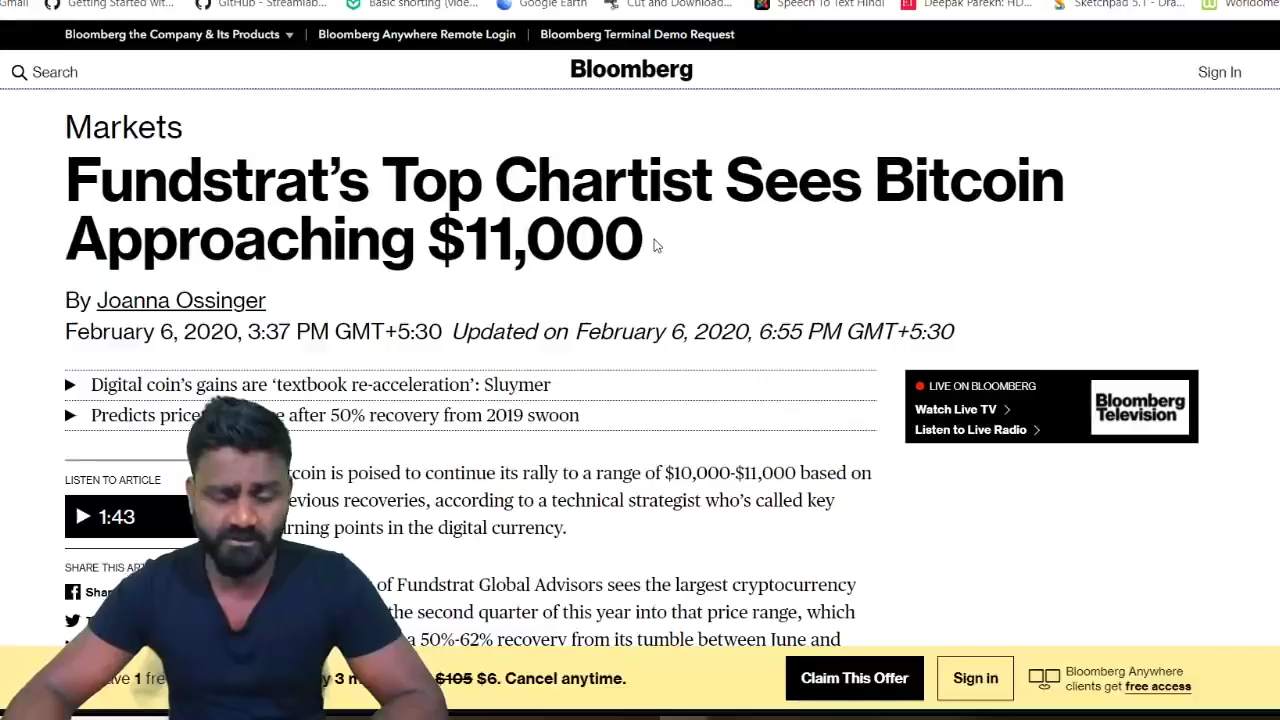 Gmail
Getting Started wit...
GitHub - Streamlab...
Basic shorting (vide...
Google Earth
Cut and Download...
Speech To Text Hindi
Deepak Parekh: HD...
Sketchpad 5.1 - Dra...
Bloomberg the Company & Its Products
Bloomberg Anywhere Remote Login
Bloomberg Terminal Demo Request
Search
Bloomberg
Sign In
Markets
Fundstrat's Top Chartist Sees Bitcoin
Approaching $11,000
By Joanna Ossinger
February 6, 2020, 3:37 PM GMT+5:30 Updated on February 6, 2020, 6:55 PM GMT+5:30
Digital coin's gains are 'textbook re-acceleration': Sluymer
Predicts after 50% recovery from 2019 swoon
LIVE ON BLOOMBERG
Watch Live TV
Listen to Live Radio
Bloomberg
Television
LISTEN TO ARTICLE
1:43
is poised to continue its rally to a range of $10,000-$11,000 based on
recoveries, according to a technical strategist who's called key
points in the digital currency.
SHARE THIS
of Fundstrat Global Advisors sees the largest cryptocurrency
the second quarter of this year into that price range, which
a 50%-62% recovery from its tumble between June and
1
$105 $6. Cancel anytime.
Claim This Offer
Sign in
Bloomberg Anywhere
clients get free access